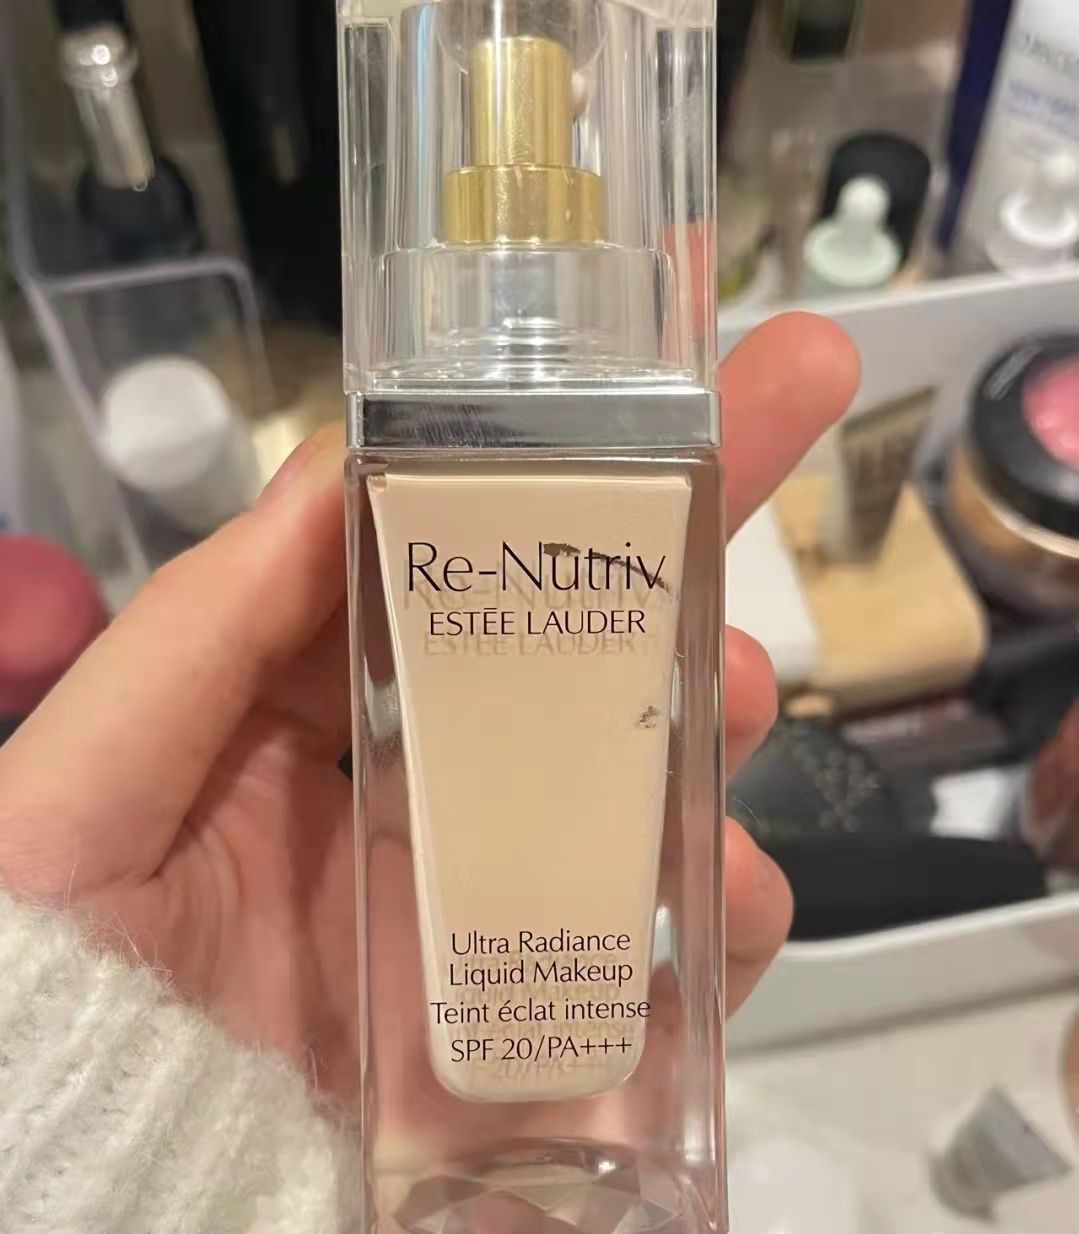 Re-Nutriv
ESTĒE LAUDER
Ultra Radiance
Liquid Makeup
Teint éclat intense
SPF 20/PA+++